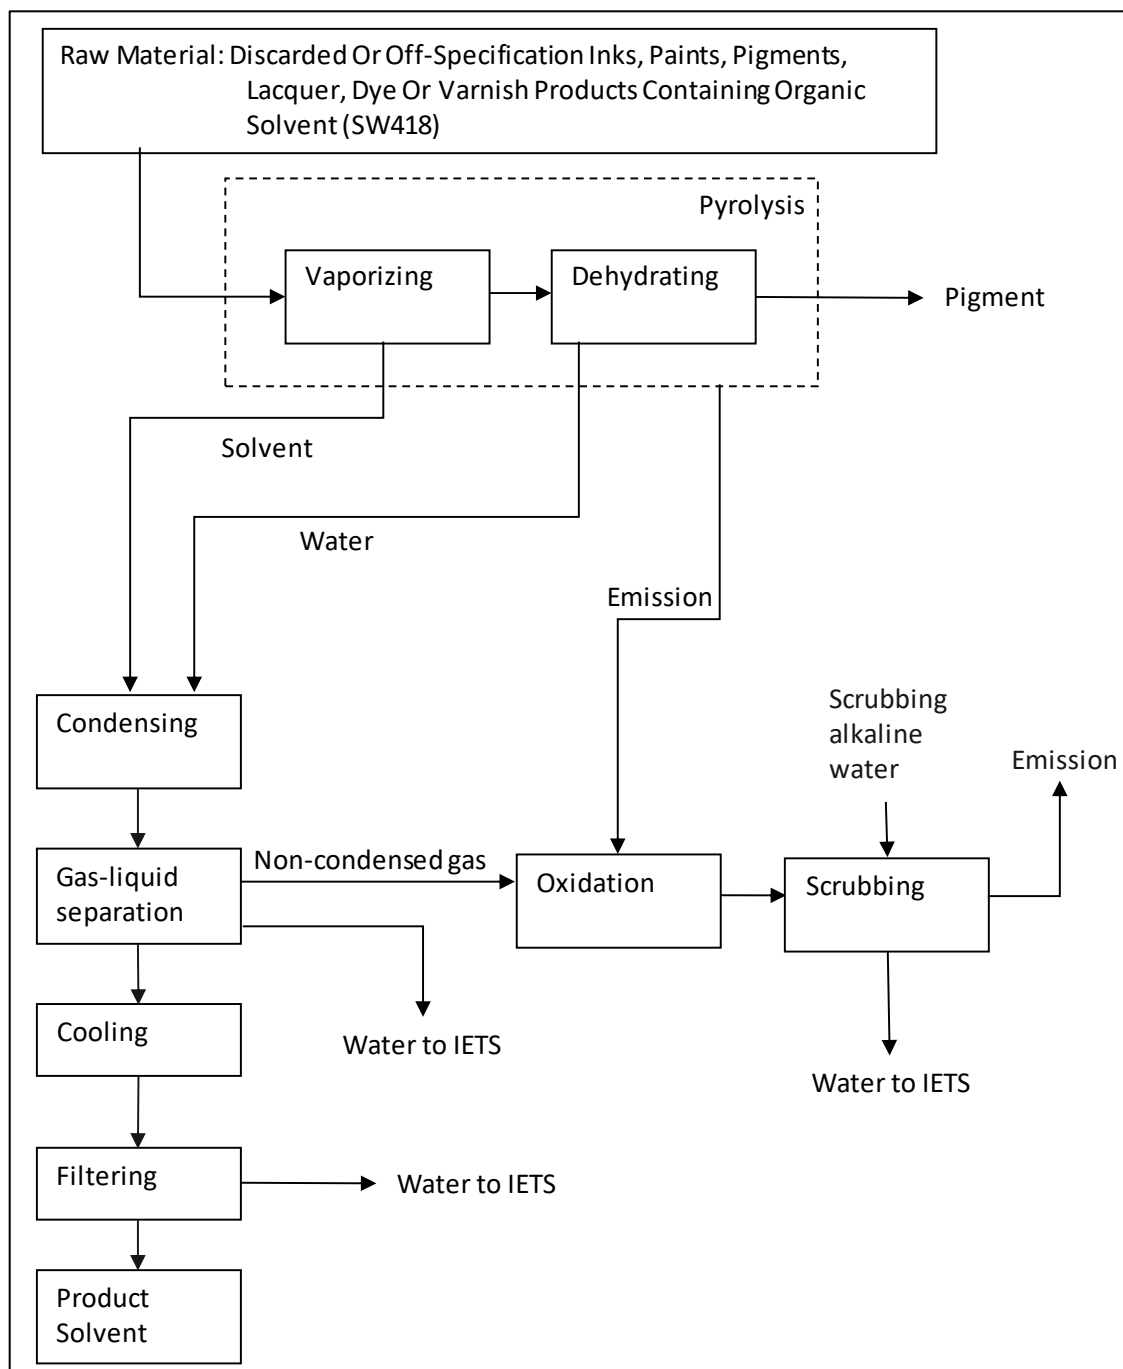 Raw Material: Discarded Or Off-Specification Inks, Paints, Pigments,
Lacquer, Dye Or Varnish Products Containing Organic
Solvent (SW418)
Pyrolysis
Vaporizing
Dehydrating
Pigment
Solvent
Water
Emission
Condensing
Scrubbing
alkaline
water
Emission
Gas-liquid
separation
Non-condensed gas
Oxidation
Scrubbing
Cooling
Water to IETS
Water to IETS
Filtering
Water to IETS
Product
Solvent